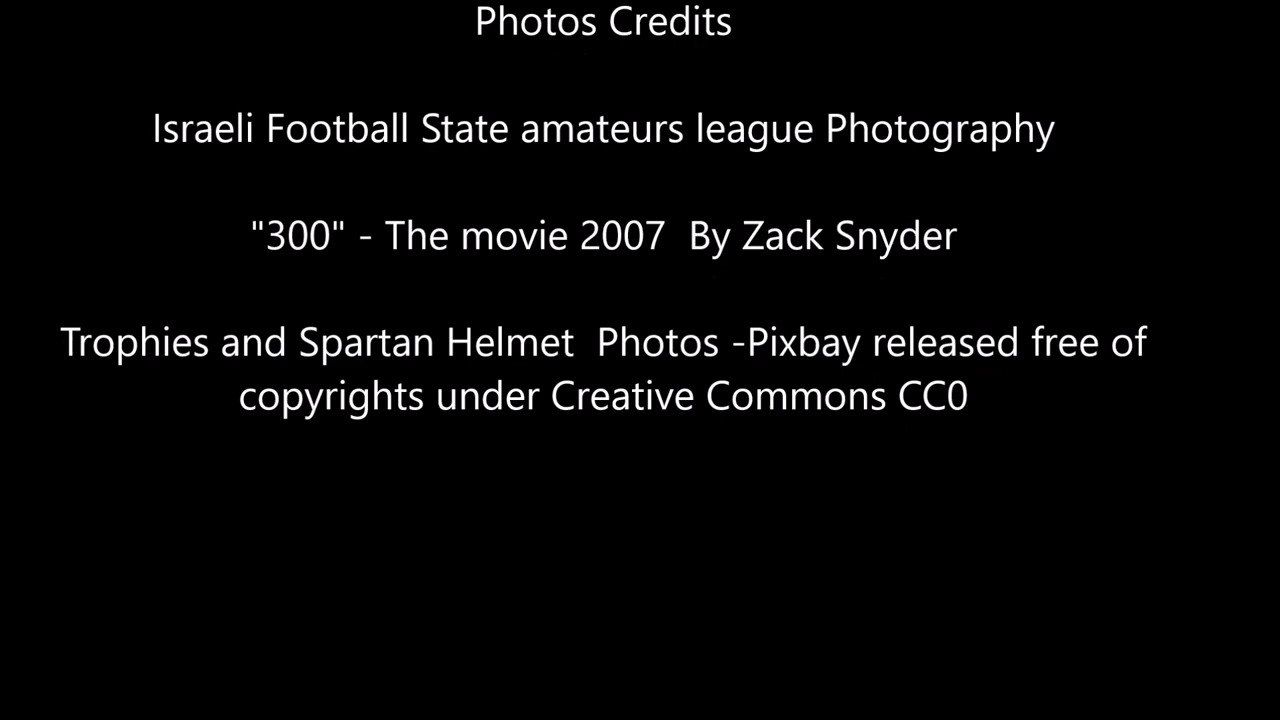 Photos Credits
Israeli Football State amateurs league Photography
"300" - The movie 2007  By Zack Snyder
Trophies and Spartan Helmet  Photos -Pixbay released free of
copyrights under Creative Commons CC0